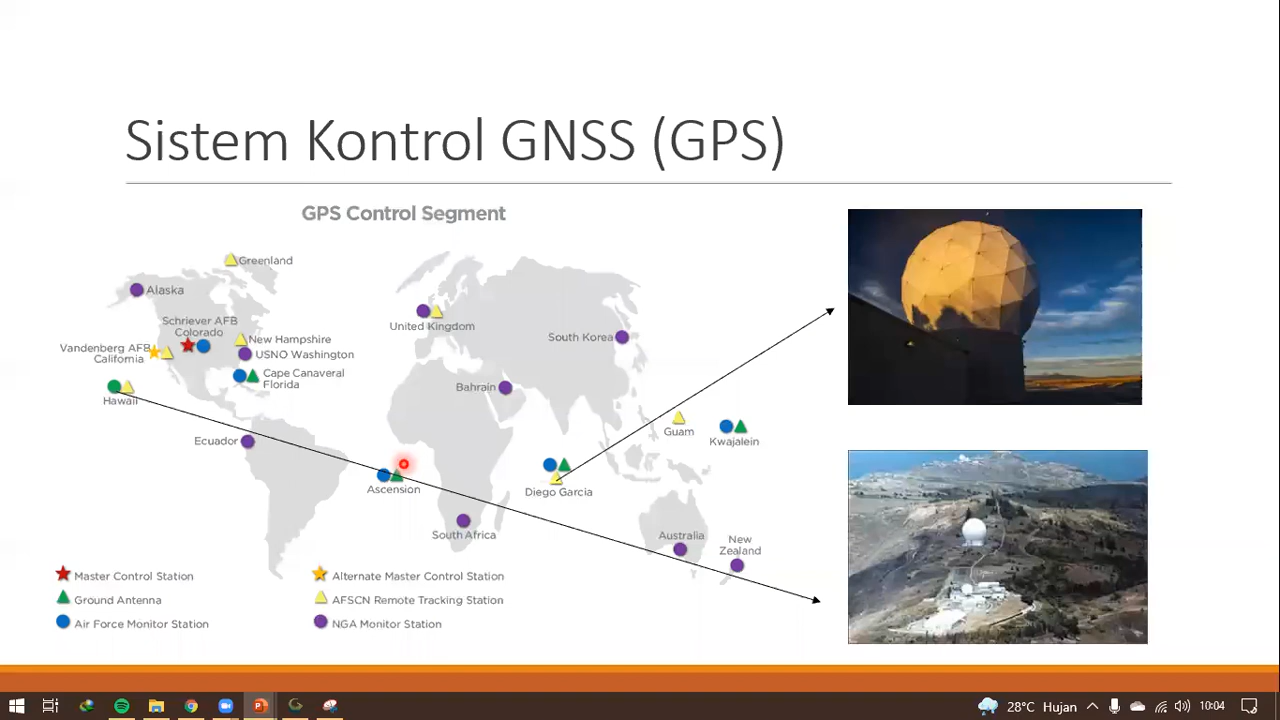 Sistem Kontrol GNSS (GPS)
GPS Control Segment
Greenland
Alaska
Schriever AFB
Colorado
Vandenberg AFB
California
New Hampshire
USNO Washington
Cape Canaveral
Florida
Hawaii
Ecuador
United Kingdom
South Korea
Bahrain
Guam
Kwajalein
Ascension
Diego Garcia
South Africa
Australia
New
Zealand
Master Control Station
Ground Antenna
Air Force Monitor Station
Alternate Master Control Station
AFSCN Remote Tracking Station
NGA Monitor Station
28°C Hujan
10:04